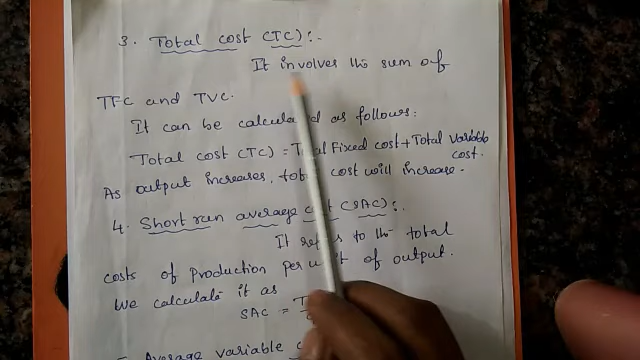 3. Total cost (TC):-
It involves the sum of
TFC and TVC.
It can be calculated as follows:
Total cost (TC) = Total Fixed cost + Total variable
cost.
As output increases, total cost will increase.
4. Short run average cost (SAC):.
It refers to the total
costs of production per unit of output.
We calculate it as
SAC =
Average variable